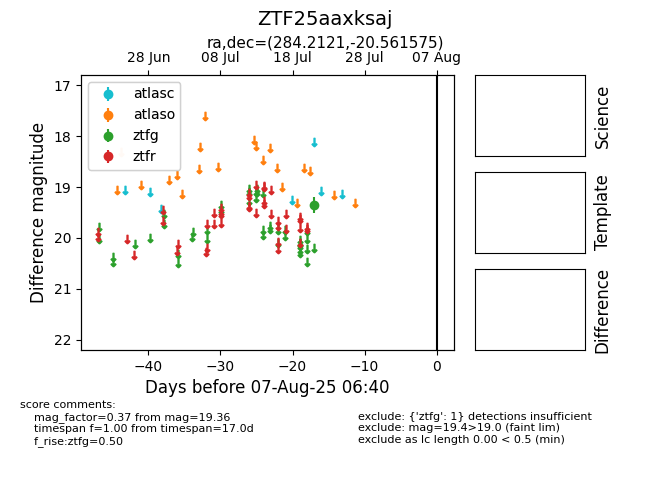 ZTF25aaxksaj
ra,dec=(284.2121,-20.561575)
28 Jun 08 Jul 18 Jul 28 Jul 07 Aug
atlasc
atlaso
ztfg
ztfr
17
18
19
20
21
22
Difference magnitude
−40 −30 −20 −10 0
Days before 07-Aug-25 06:40
Science
Template
Difference
score comments:
mag_factor=0.37 from mag=19.36
timespan f=1.00 from timespan=17.0d
f_rise:ztfg=0.50
exclude: {'ztfg': 1} detections insufficient
exclude: mag=19.4>19.0 (faint lim)
exclude as lc length 0.00 < 0.5 (min)